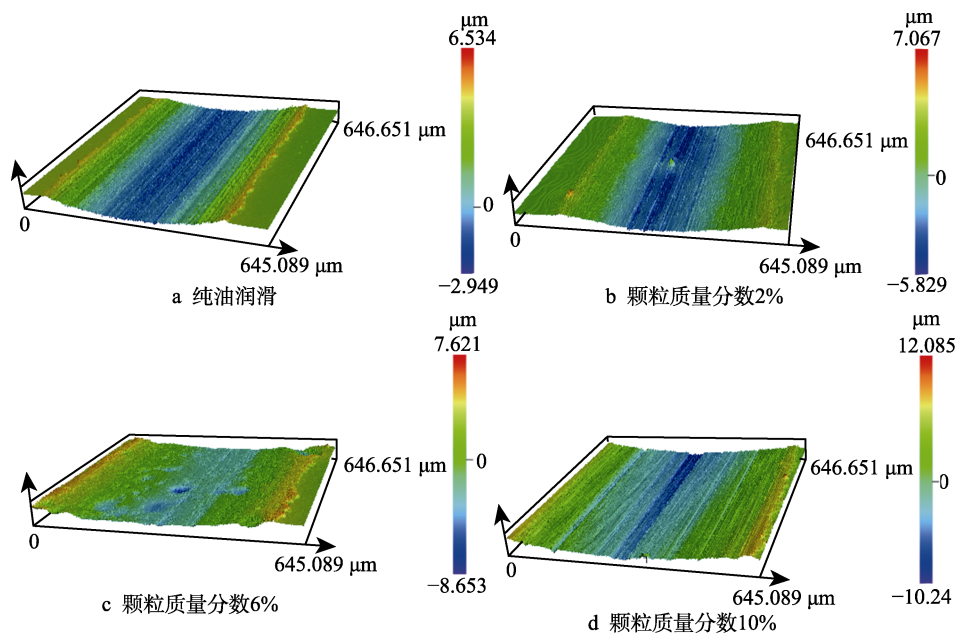 μm
6.534
646.651 μm
0
0
645.089 μm
−2.949
a 纯油润滑
μm
7.067
646.651 μm
0
0
645.089 μm
−5.829
b 颗粒质量分数2%
μm
7.621
646.651 μm
0
0
645.089 μm
−8.653
c 颗粒质量分数6%
μm
12.085
646.651 μm
0
0
645.089 μm
−10.24
d 颗粒质量分数10%